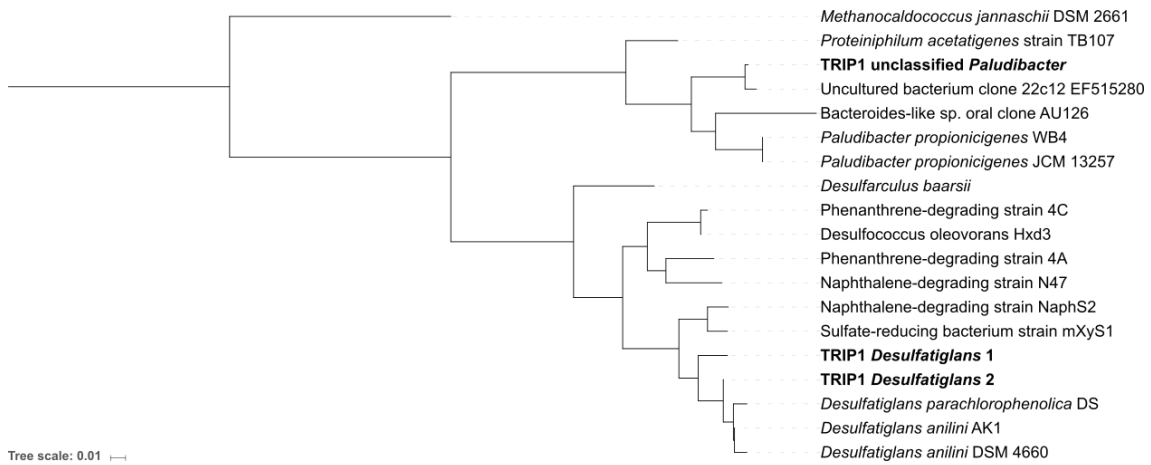 Methanocaldococcus jannaschii DSM 2661
Proteiniphilum acetatigenes strain TB107
TRIP1 unclassified Paludibacter
Uncultured bacterium clone 22c12 EF515280
Bacteroides-like sp. oral clone AU126
Paludibacter propionicigenes WB4
Paludibacter propionicigenes JCM 13257
Desulfarculus baarsii
Phenanthrene-degrading strain 4C
Desulfococcus oleovorans Hxd3
Phenanthrene-degrading strain 4A
Naphthalene-degrading strain N47
Naphthalene-degrading strain NaphS2
Sulfate-reducing bacterium strain mXyS1
TRIP1 Desulfatiglans 1
TRIP1 Desulfatiglans 2
Desulfatiglans parachlorophenolica DS
Desulfatiglans anilini AK1
Desulfatiglans anilini DSM 4660
Tree scale: 0.01